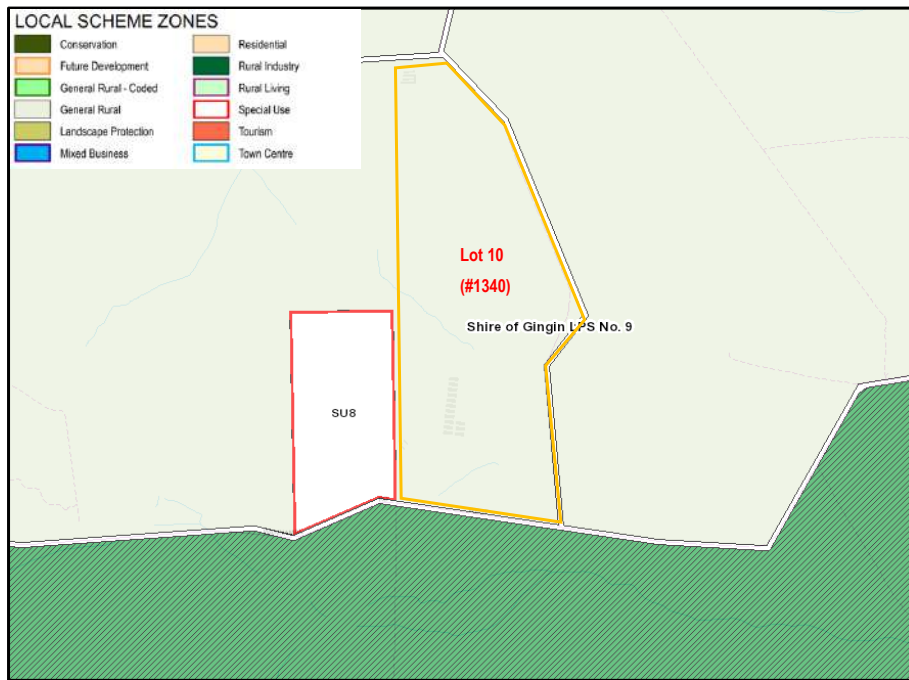 LOCAL SCHEME ZONES
Conservation
Future Development
General Rural - Coded
General Rural
Landscape Protection
Mixed Business
Residential
Rural Industry
Rural Living
Special Use
Tourism
Town Centre
Lot 10
(#1340)
Shire of Gingin LPS No. 9
SU8